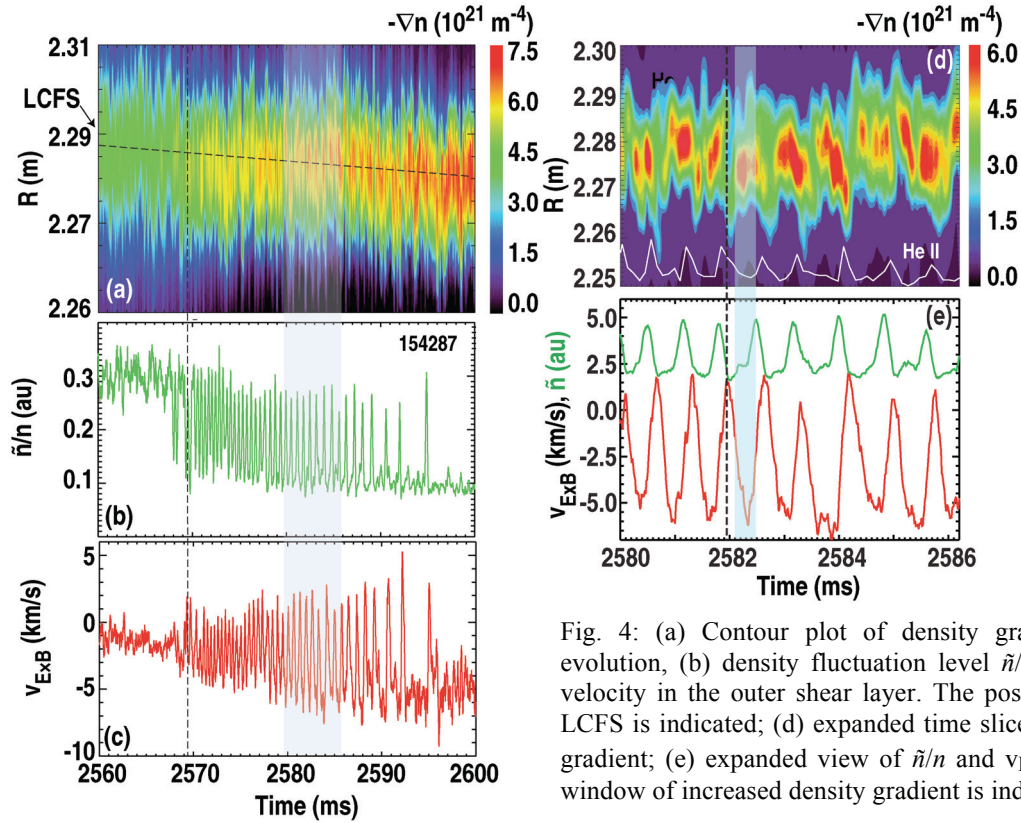 -∇n (10²¹ m⁻⁴)
2.31
2.29
2.27
2.26
R (m)
LCFS
(a)
7.5
6.0
4.5
3.0
1.5
0.0
154287
0.3
0.2
0.1
ñ/n (au)
(b)
5
0
-5
-10
v_ExB (km/s)
(c)
2560
2570
2580
2590
2600
Time (ms)
-∇n (10²¹ m⁻⁴)
2.30
2.29
2.28
2.27
2.26
2.25
R (m)
(d)
He II
6.0
4.5
3.0
1.5
0.0
5.0
2.5
0.0
-2.5
-5.0
v_ExB (km/s), ñ (au)
(e)
2580
2582
2584
2586
Time (ms)
Fig. 4: (a) Contour plot of density gra
evolution, (b) density fluctuation level ñ/
velocity in the outer shear layer. The pos
LCFS is indicated; (d) expanded time slice
gradient; (e) expanded view of ñ/n and v
window of increased density gradient is ind